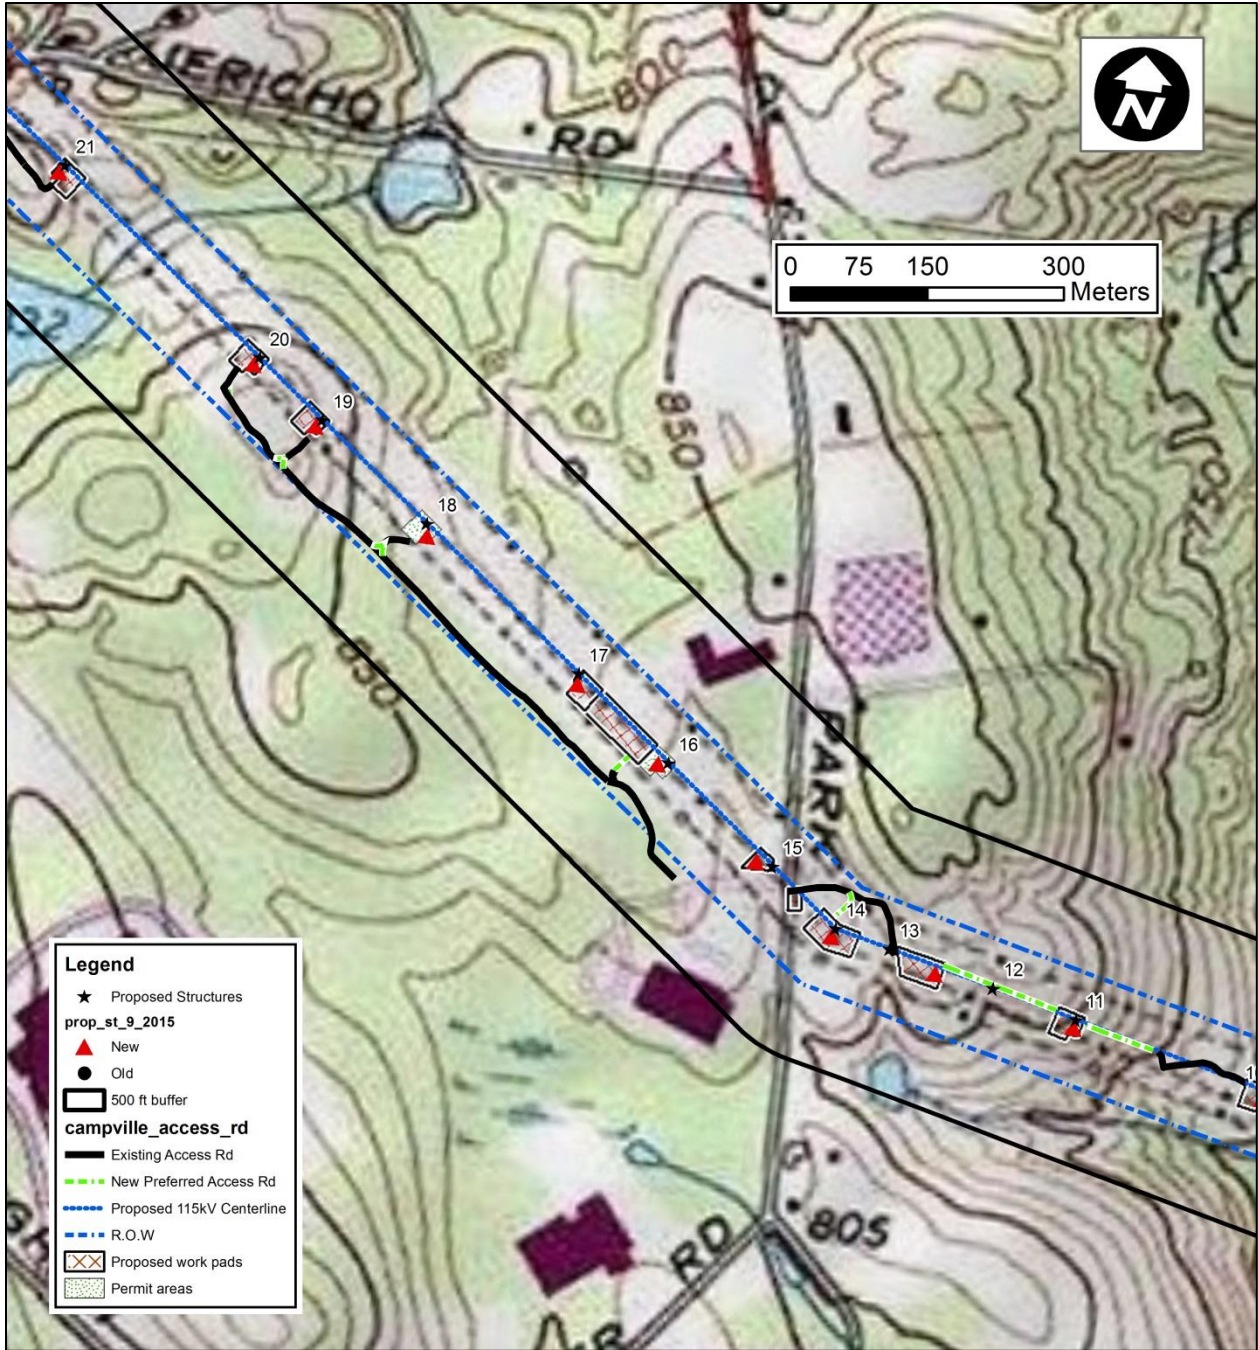 JERICHO
RD
800
N
0 75 150 300
Meters
21
20
19
18
17
16
15
14
13
12
11
850
850
750
PARK
805
RD
Legend
Proposed Structures
prop_st_9_2015
New
Old
500 ft buffer
campville_access_rd
Existing Access Rd
New Preferred Access Rd
Proposed 115kV Centerline
R.O.W
Proposed work pads
Permit areas